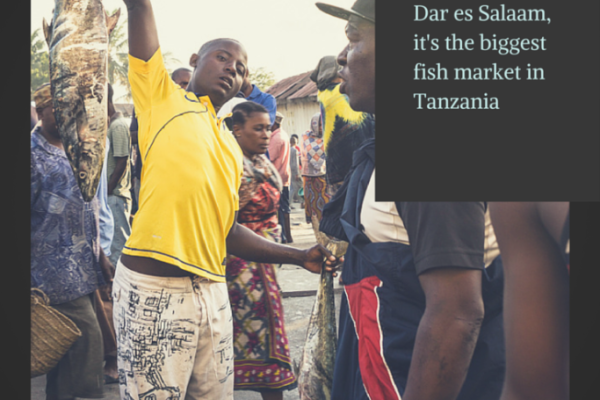 Dar es Salaam,
it's the biggest
fish market in
Tanzania